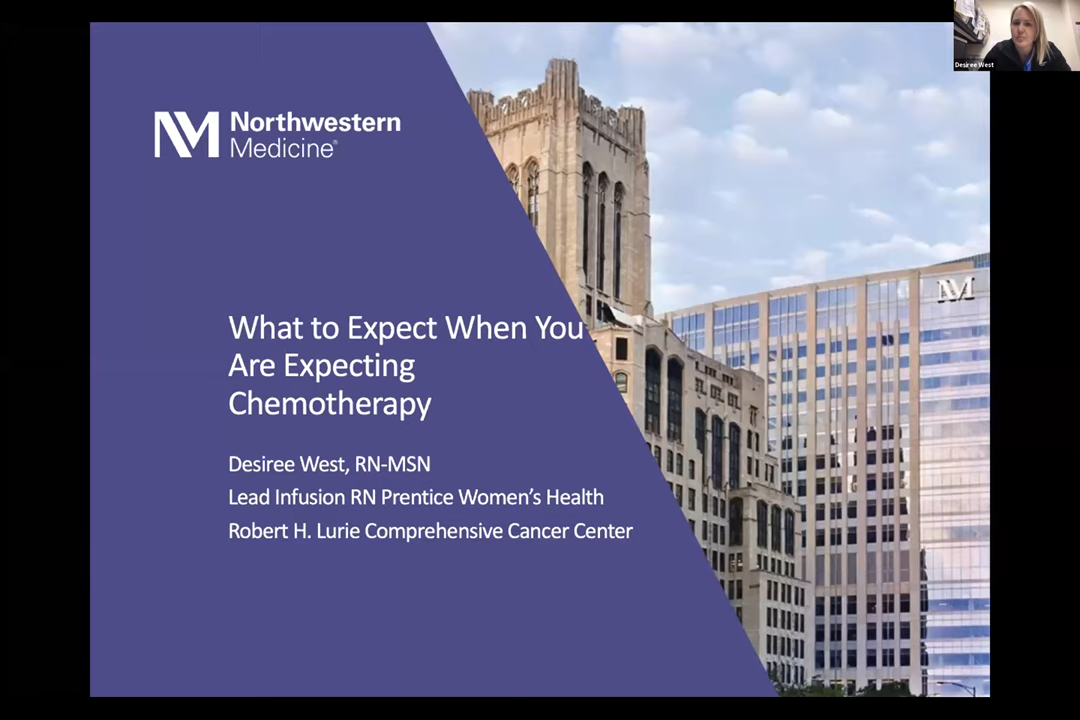 Desiree West
Northwestern
Medicine®
What to Expect When You
Are Expecting
Chemotherapy
Desiree West, RN-MSN
Lead Infusion RN Prentice Women’s Health
Robert H. Lurie Comprehensive Cancer Center